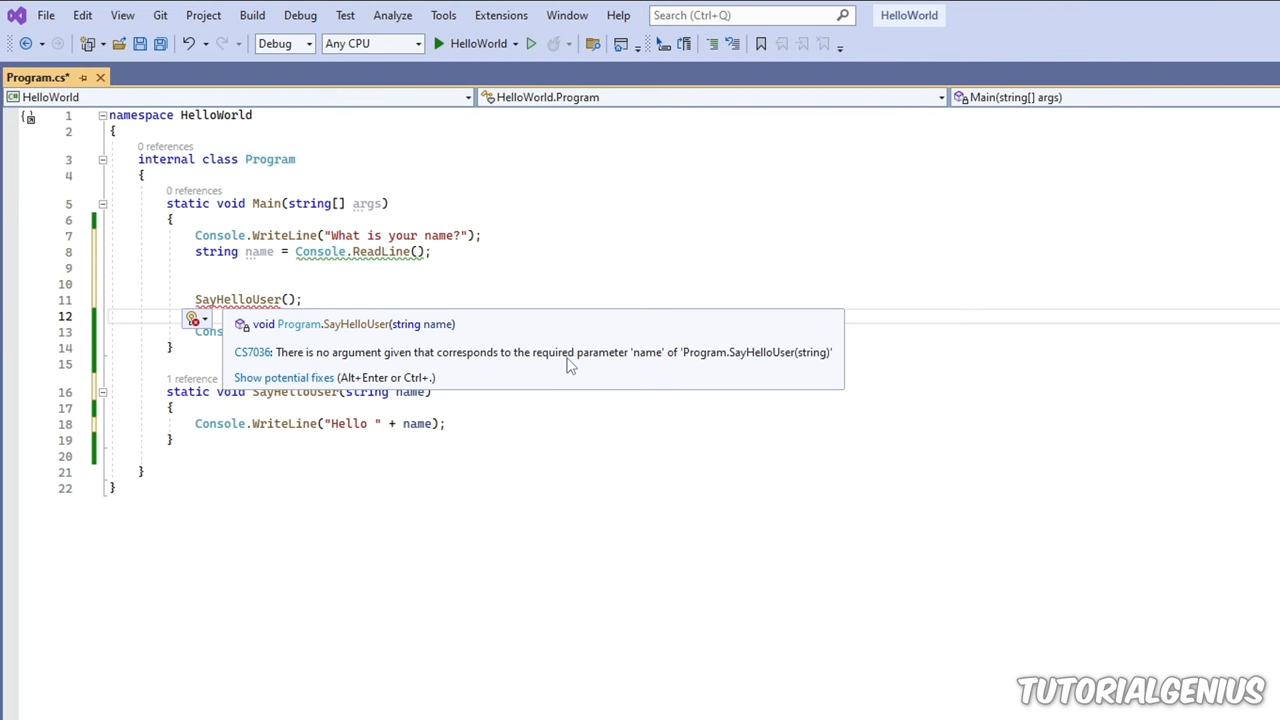 File Edit View Git Project Build Debug Test Analyze Tools Extensions Window Help Search (Ctrl+Q) HelloWorld
Debug Any CPU HelloWorld
Program.cs*
HelloWorld HelloWorld.Program Main(string[] args)
1 namespace HelloWorld
2 {
0 references
3 internal class Program
4 {
0 references
5 static void Main(string[] args)
6 {
7 Console.WriteLine("What is your name?");
8 string name = Console.ReadLine();
9
10
11 SayHelloUser();
12 void Program.SayHelloUser(string name)
13
CS7036: There is no argument given that corresponds to the required parameter 'name' of 'Program.SayHelloUser(string)'
14 }
15 Show potential fixes (Alt+Enter or Ctrl+.)
1 reference
16 static void SayHelloUser(string name)
17 {
18 Console.WriteLine("Hello " + name);
19 }
20
21 }
22 }
TUTORIALGENIUS